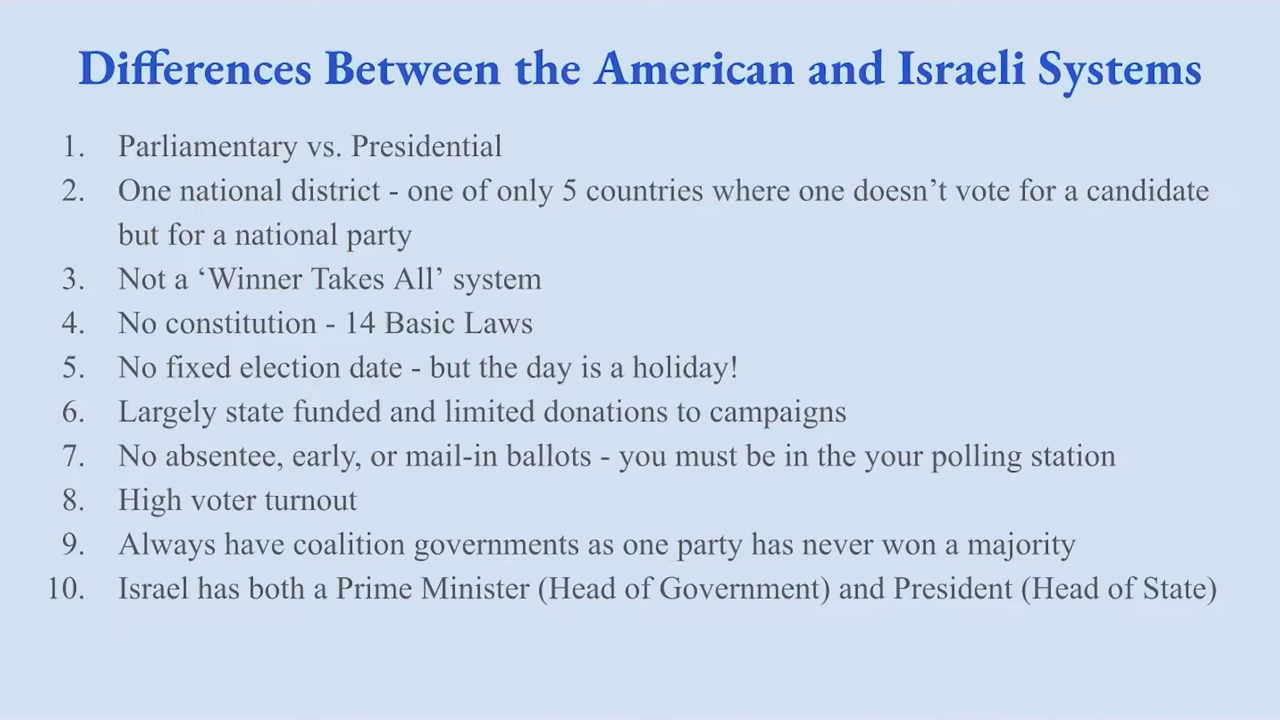 Differences Between the American and Israeli Systems
1. Parliamentary vs. Presidential
2. One national district - one of only 5 countries where one doesn’t vote for a candidate
but for a national party
3. Not a ‘Winner Takes All’ system
4. No constitution - 14 Basic Laws
5. No fixed election date - but the day is a holiday!
6. Largely state funded and limited donations to campaigns
7. No absentee, early, or mail-in ballots - you must be in the your polling station
8. High voter turnout
9. Always have coalition governments as one party has never won a majority
10. Israel has both a Prime Minister (Head of Government) and President (Head of State)